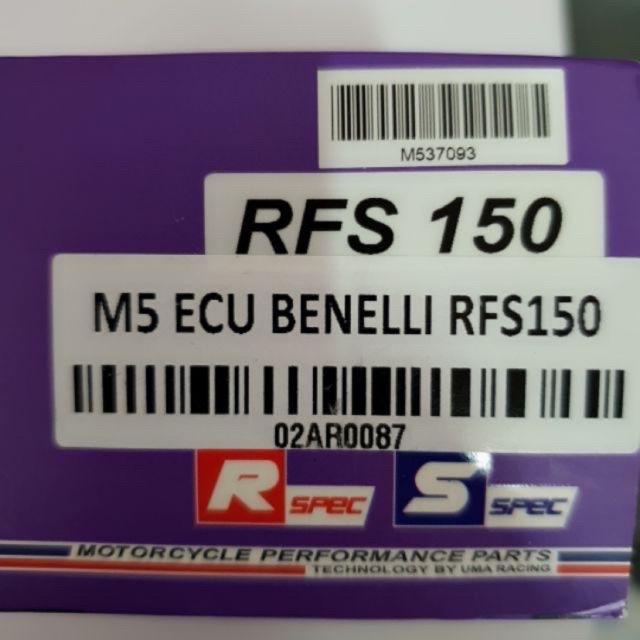 M537093
RFS 150
M5 ECU BENELLI RFS150
02AR0087
R SPEC S SPEC
MOTORCYCLE PERFORMANCE PARTS
TECHNOLOGY BY UMA RACING